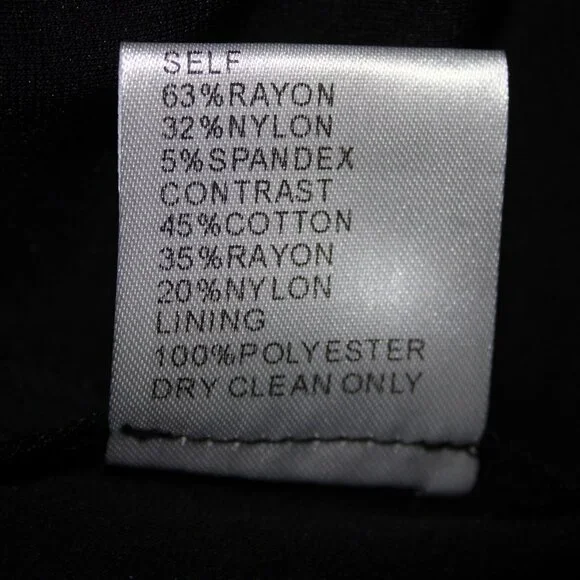 SELF
63%RAYON
32%NYLON
5%SPANDEX
CONTRAST
45%COTTON
35%RAYON
20%NYLON
LINING
100%POLYESTER
DRY CLEAN ONLY